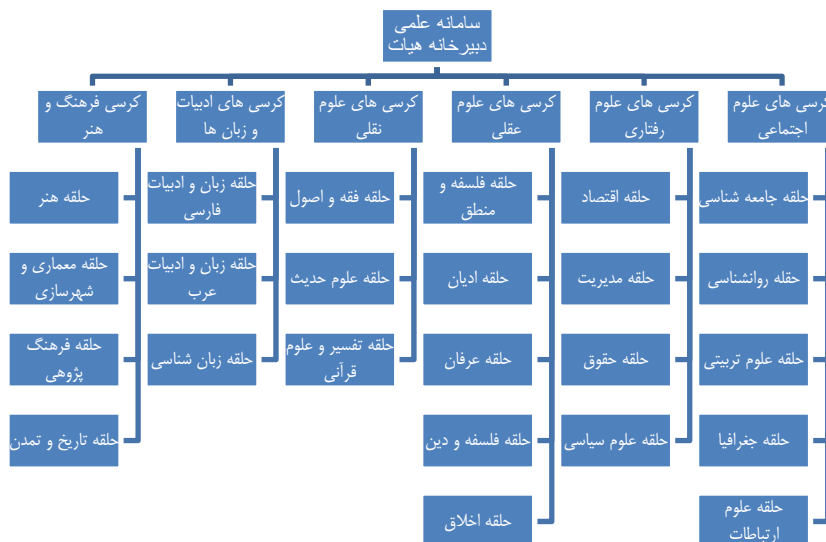 سامانه علمی
دبیرخانه هیات
کرسی های علوم
اجتماعی
کرسی های علوم
رفتاری
کرسی های علوم
عقلی
کرسی های علوم
نقلی
کرسی های ادبیات
و زبان ها
کرسی فرهنگ و
هنر
حلقه جامعه شناسی
حقله روانشناسی
حلقه علوم تربیتی
حلقه جغرافیا
حلقه علوم
ارتباطات
حلقه اقتصاد
حلقه مدیریت
حلقه حقوق
حلقه علوم سیاسی
حلقه فلسفه و
منطق
حلقه ادیان
حلقه عرفان
حلقه فلسفه و دین
حلقه اخلاق
حلقه فقه و اصول
حلقه علوم حدیث
حلقه تفسیر و علوم
قرآنی
حلقه زبان و ادبیات
فارسی
حلقه زبان و ادبیات
عرب
حلقه زبان شناسی
حلقه هنر
حلقه معماری و
شهرسازی
حلقه فرهنگ
پژوهی
حلقه تاریخ و تمدن